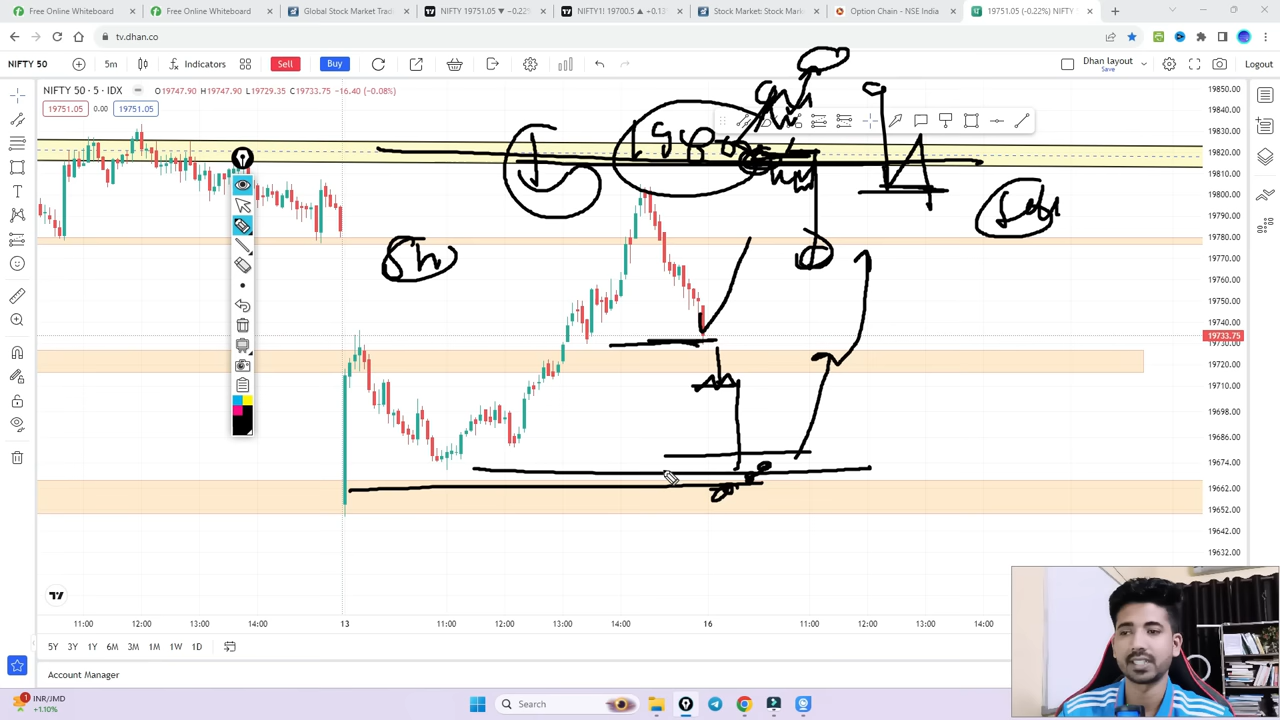 Free Online Whiteboard
Free Online Whiteboard
Global Stock Market Trad
NIFTY 19751.05 ▼ −0.22%
NIFTY1! 19700.5 ▲ +0.13%
Stock Market: Stock Mark
Option Chain - NSE India
19751.05 (-0.22%) NIFTY
tv.dhan.co
NIFTY 50
5m
Indicators
Sell
Buy
Dhan layout
Save
Logout
NIFTY 50 · 5 · IDX
H19747.90 L19729.35 C19733.75 −16.40 (−0.08%)
19751.05 0.00 19751.05
19850.00
19840.00
19830.00
19820.00
19810.00
19800.00
19790.00
19780.00
19770.00
19760.00
19750.00
19740.00
19733.75
19730.00
19720.00
19710.00
19698.00
19686.00
19674.00
19662.00
19652.00
19642.00
19632.00
11:00 12:00 13:00 14:00 13 11:00 12:00 13:00 14:00 16 11:00 12:00 13:00 14:00
5Y 3Y 1Y 6M 3M 1M 1W 1D
Account Manager
INR/JMD
+1.10%
Search